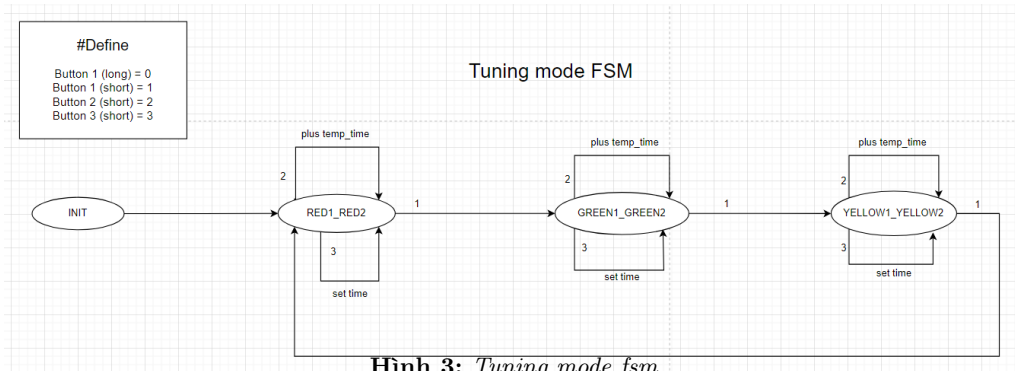 #Define
Button 1 (long) = 0
Button 1 (short) = 1
Button 2 (short) = 2
Button 3 (short) = 3
Tuning mode FSM
plus temp_time
plus temp_time
plus temp_time
2
2
2
INIT
RED1_RED2
1
GREEN1_GREEN2
1
YELLOW1_YELLOW2
1
3
3
3
set time
set time
set time
Hình 3: Tuning mode fsm